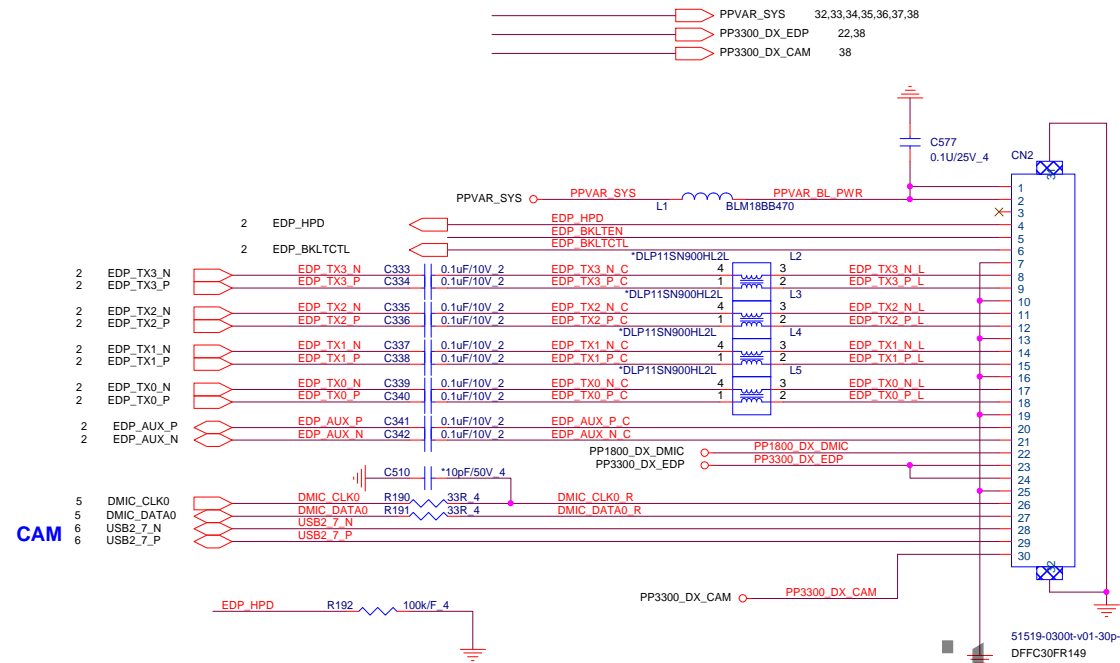 PPVAR_SYS 32,33,34,35,36,37,38
PP3300_DX_EDP 22,38
PP3300_DX_CAM 38
C577
0.1U/25V_4
CN2
31
PPVAR_SYS PPVAR_SYS L1 BLM18BB470 PPVAR_BL_PWR
1
2
3
2 EDP_HPD EDP_HPD 4
EDP_BKLTEN 5
2 EDP_BKLTCTL EDP_BKLTCTL 6
*DLP11SN900HL2L L2 7
2 EDP_TX3_N EDP_TX3_N C333 0.1uF/10V_2 EDP_TX3_N_C 4 3 EDP_TX3_N_L 8
2 EDP_TX3_P EDP_TX3_P C334 0.1uF/10V_2 EDP_TX3_P_C 1 2 EDP_TX3_P_L 9
*DLP11SN900HL2L L3 10
2 EDP_TX2_N EDP_TX2_N C335 0.1uF/10V_2 EDP_TX2_N_C 4 3 EDP_TX2_N_L 11
2 EDP_TX2_P EDP_TX2_P C336 0.1uF/10V_2 EDP_TX2_P_C 1 2 EDP_TX2_P_L 12
*DLP11SN900HL2L L4 13
2 EDP_TX1_N EDP_TX1_N C337 0.1uF/10V_2 EDP_TX1_N_C 4 3 EDP_TX1_N_L 14
2 EDP_TX1_P EDP_TX1_P C338 0.1uF/10V_2 EDP_TX1_P_C 1 2 EDP_TX1_P_L 15
*DLP11SN900HL2L L5 16
2 EDP_TX0_N EDP_TX0_N C339 0.1uF/10V_2 EDP_TX0_N_C 4 3 EDP_TX0_N_L 17
2 EDP_TX0_P EDP_TX0_P C340 0.1uF/10V_2 EDP_TX0_P_C 1 2 EDP_TX0_P_L 18
19
2 EDP_AUX_P EDP_AUX_P C341 0.1uF/10V_2 EDP_AUX_P_C 20
2 EDP_AUX_N EDP_AUX_N C342 0.1uF/10V_2 EDP_AUX_N_C 21
PP1800_DX_DMIC PP1800_DX_DMIC 22
PP3300_DX_EDP PP3300_DX_EDP 23
C510 *10pF/50V_4 24
25
5 DMIC_CLK0 DMIC_CLK0 R190 33R_4 DMIC_CLK0_R 26
5 DMIC_DATA0 DMIC_DATA0 R191 33R_4 DMIC_DATA0_R 27
CAM 6 USB2_7_N USB2_7_N 28
6 USB2_7_P USB2_7_P 29
30
32
PP3300_DX_CAM PP3300_DX_CAM
EDP_HPD R192 100k/F_4
51519-0300t-v01-30p-
DFFC30FR149